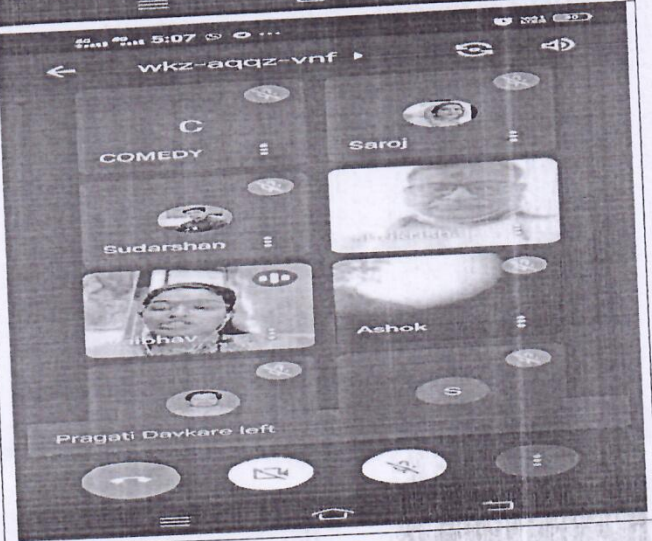 5:07
wkz-aqqz-vnf
C
COMEDY
Saroj
Sudarshan
Ashok
S
Pragati Davkare left